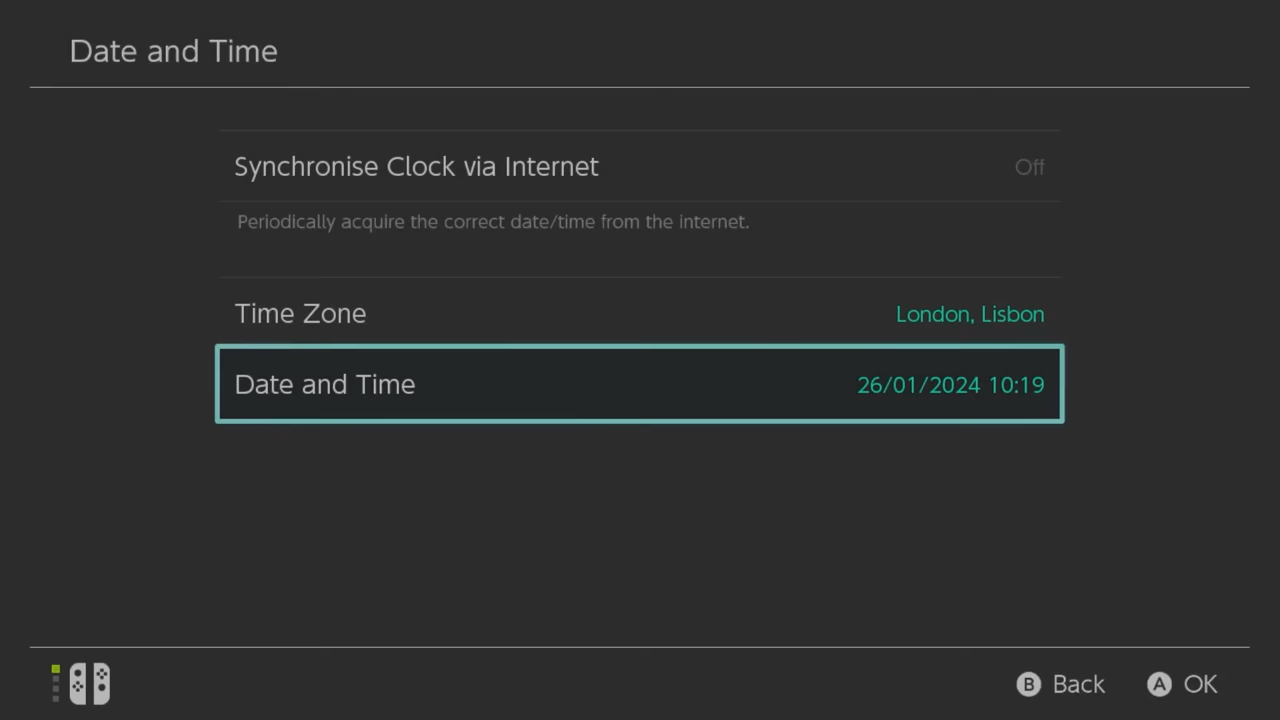 Date and Time
Synchronise Clock via Internet Off
Periodically acquire the correct date/time from the internet.
Time Zone London, Lisbon
Date and Time 26/01/2024 10:19
B Back A OK